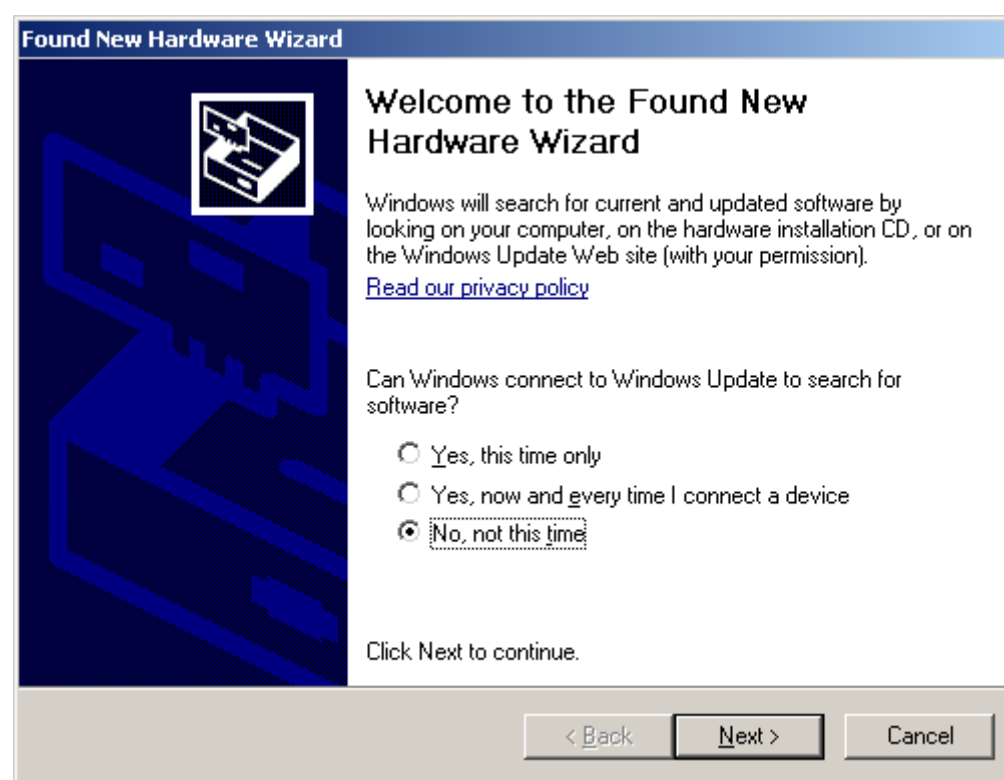 Found New Hardware Wizard
Welcome to the Found New
Hardware Wizard
Windows will search for current and updated software by
looking on your computer, on the hardware installation CD, or on
the Windows Update Web site (with your permission).
Read our privacy policy
Can Windows connect to Windows Update to search for
software?
Yes, this time only
Yes, now and every time I connect a device
No, not this time
Click Next to continue.
< Back
Next >
Cancel